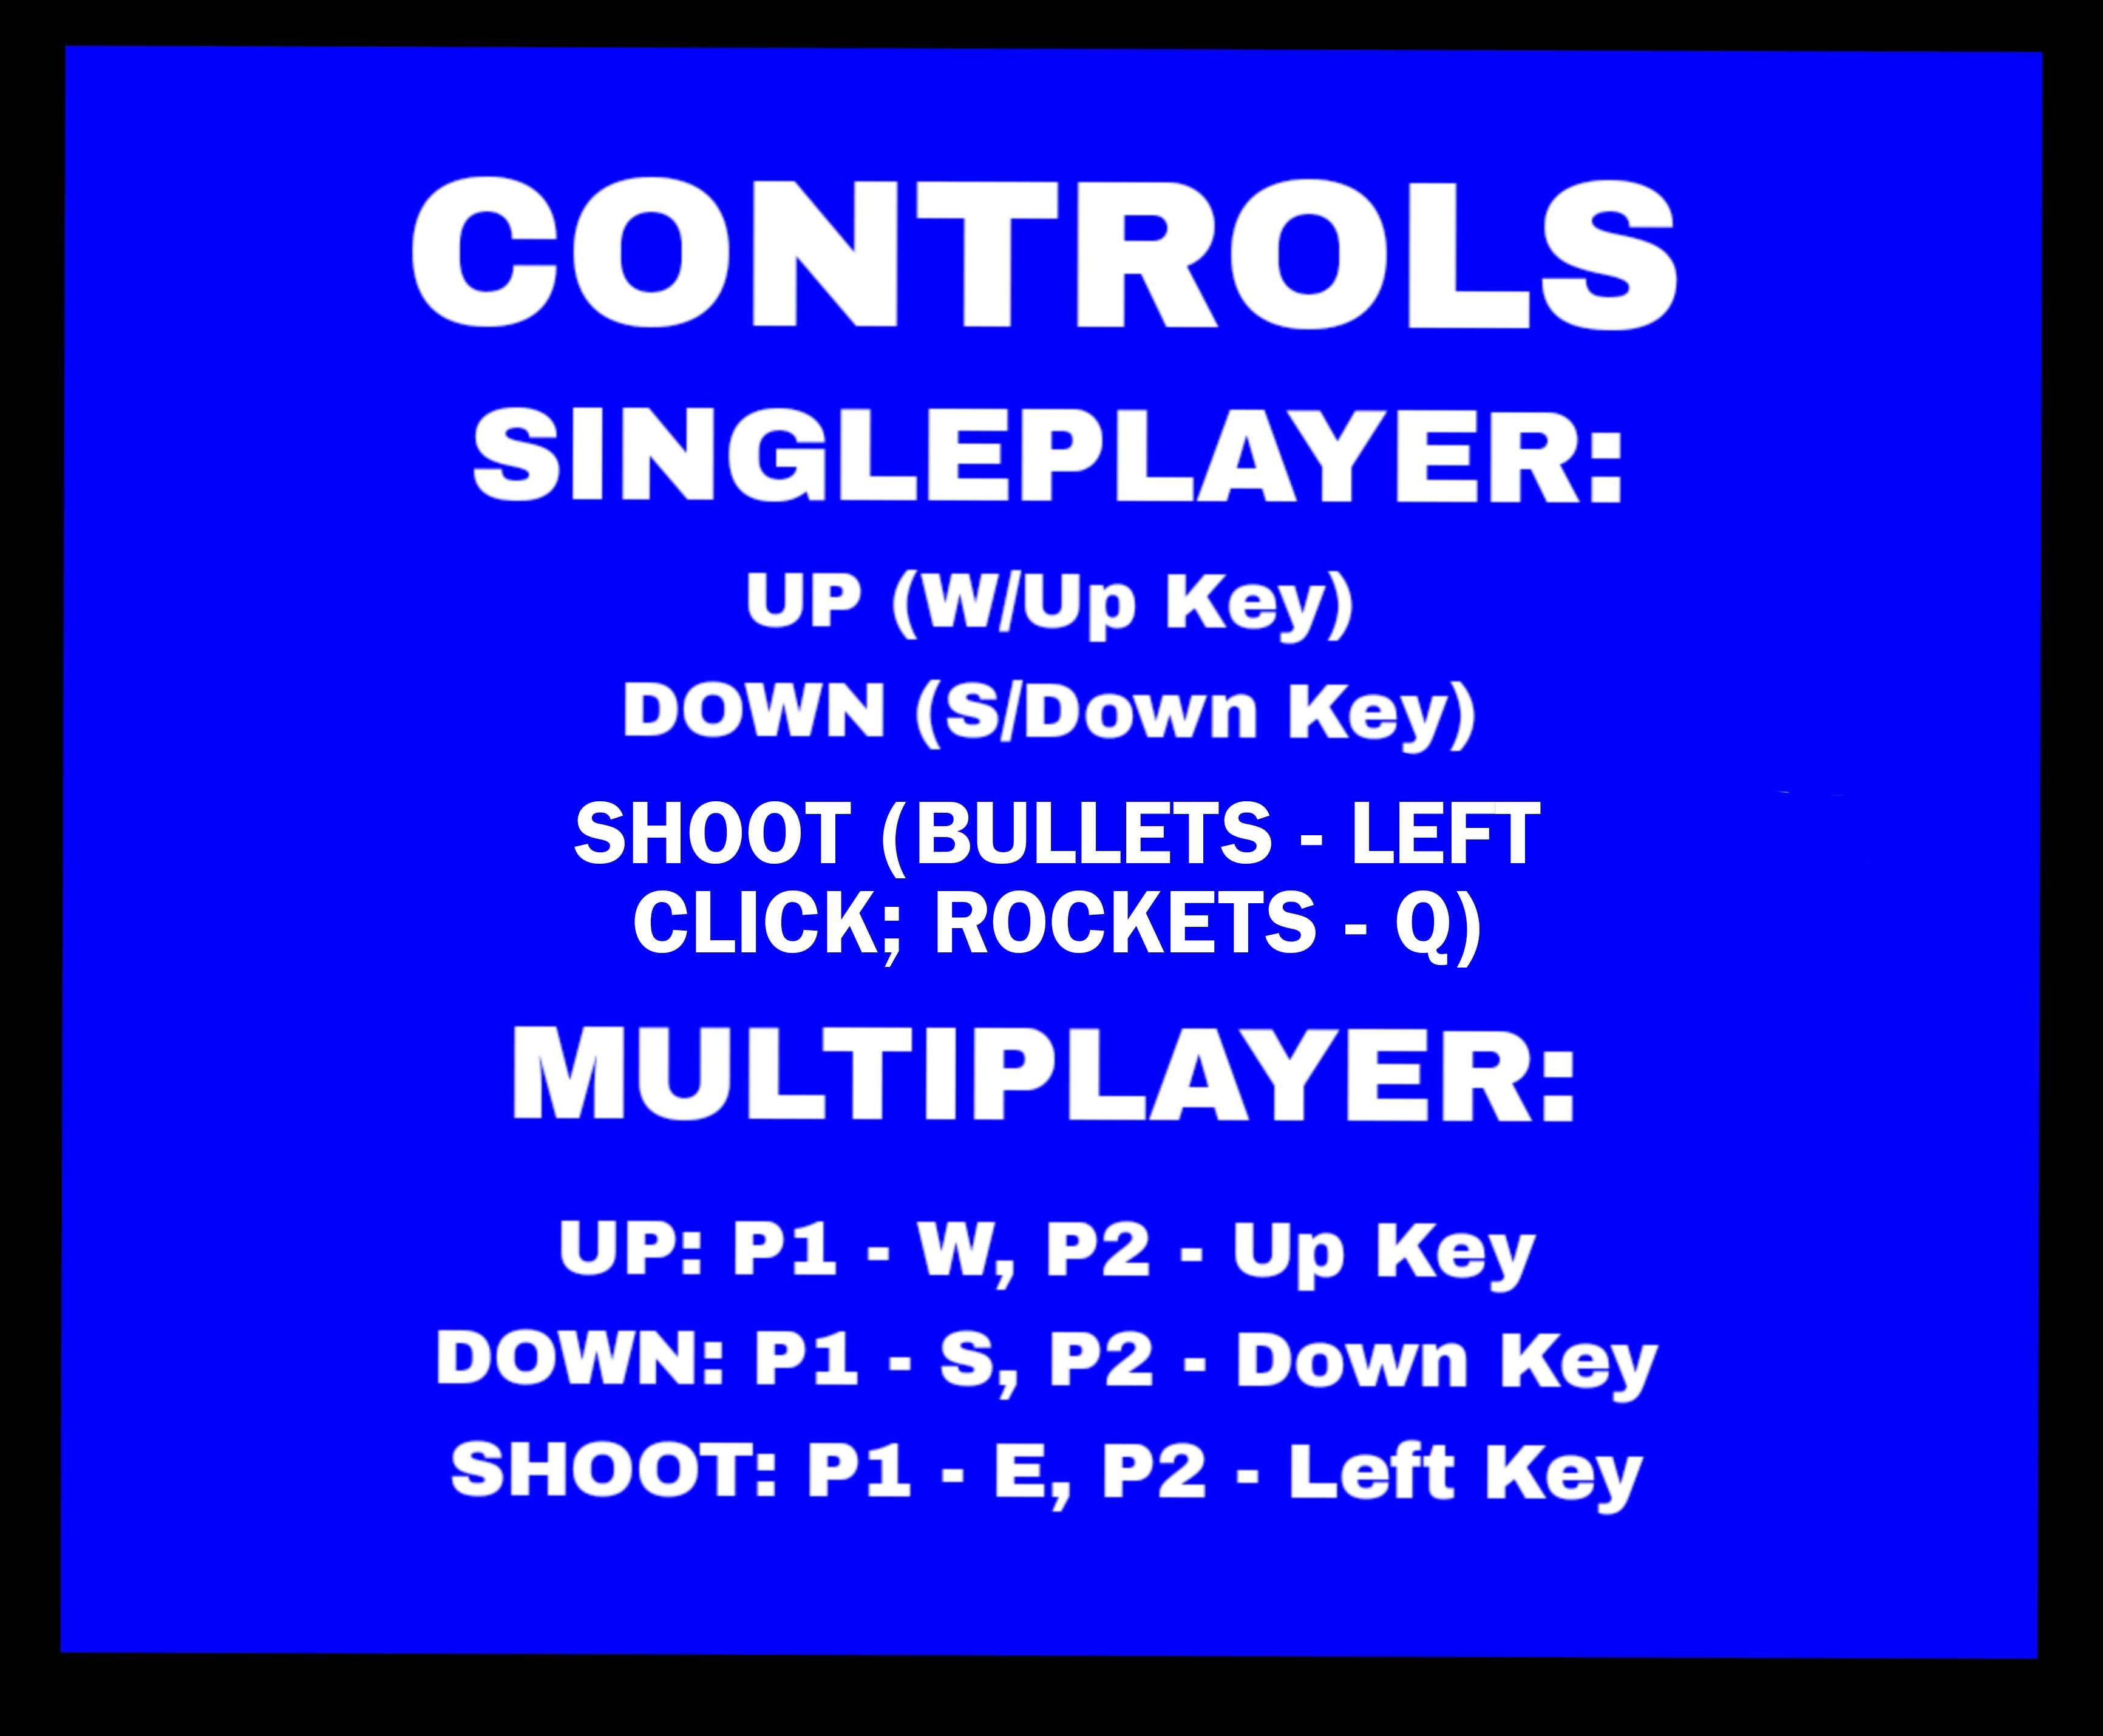 CONTROLS
SINGLEPLAYER:
UP (W/Up Key)
DOWN (S/Down Key)
SHOOT (BULLETS - LEFT
CLICK; ROCKETS - Q)
MULTIPLAYER:
UP: P1 - W, P2 - Up Key
DOWN: P1 - S, P2 - Down Key
SHOOT: P1 - E, P2 - Left Key